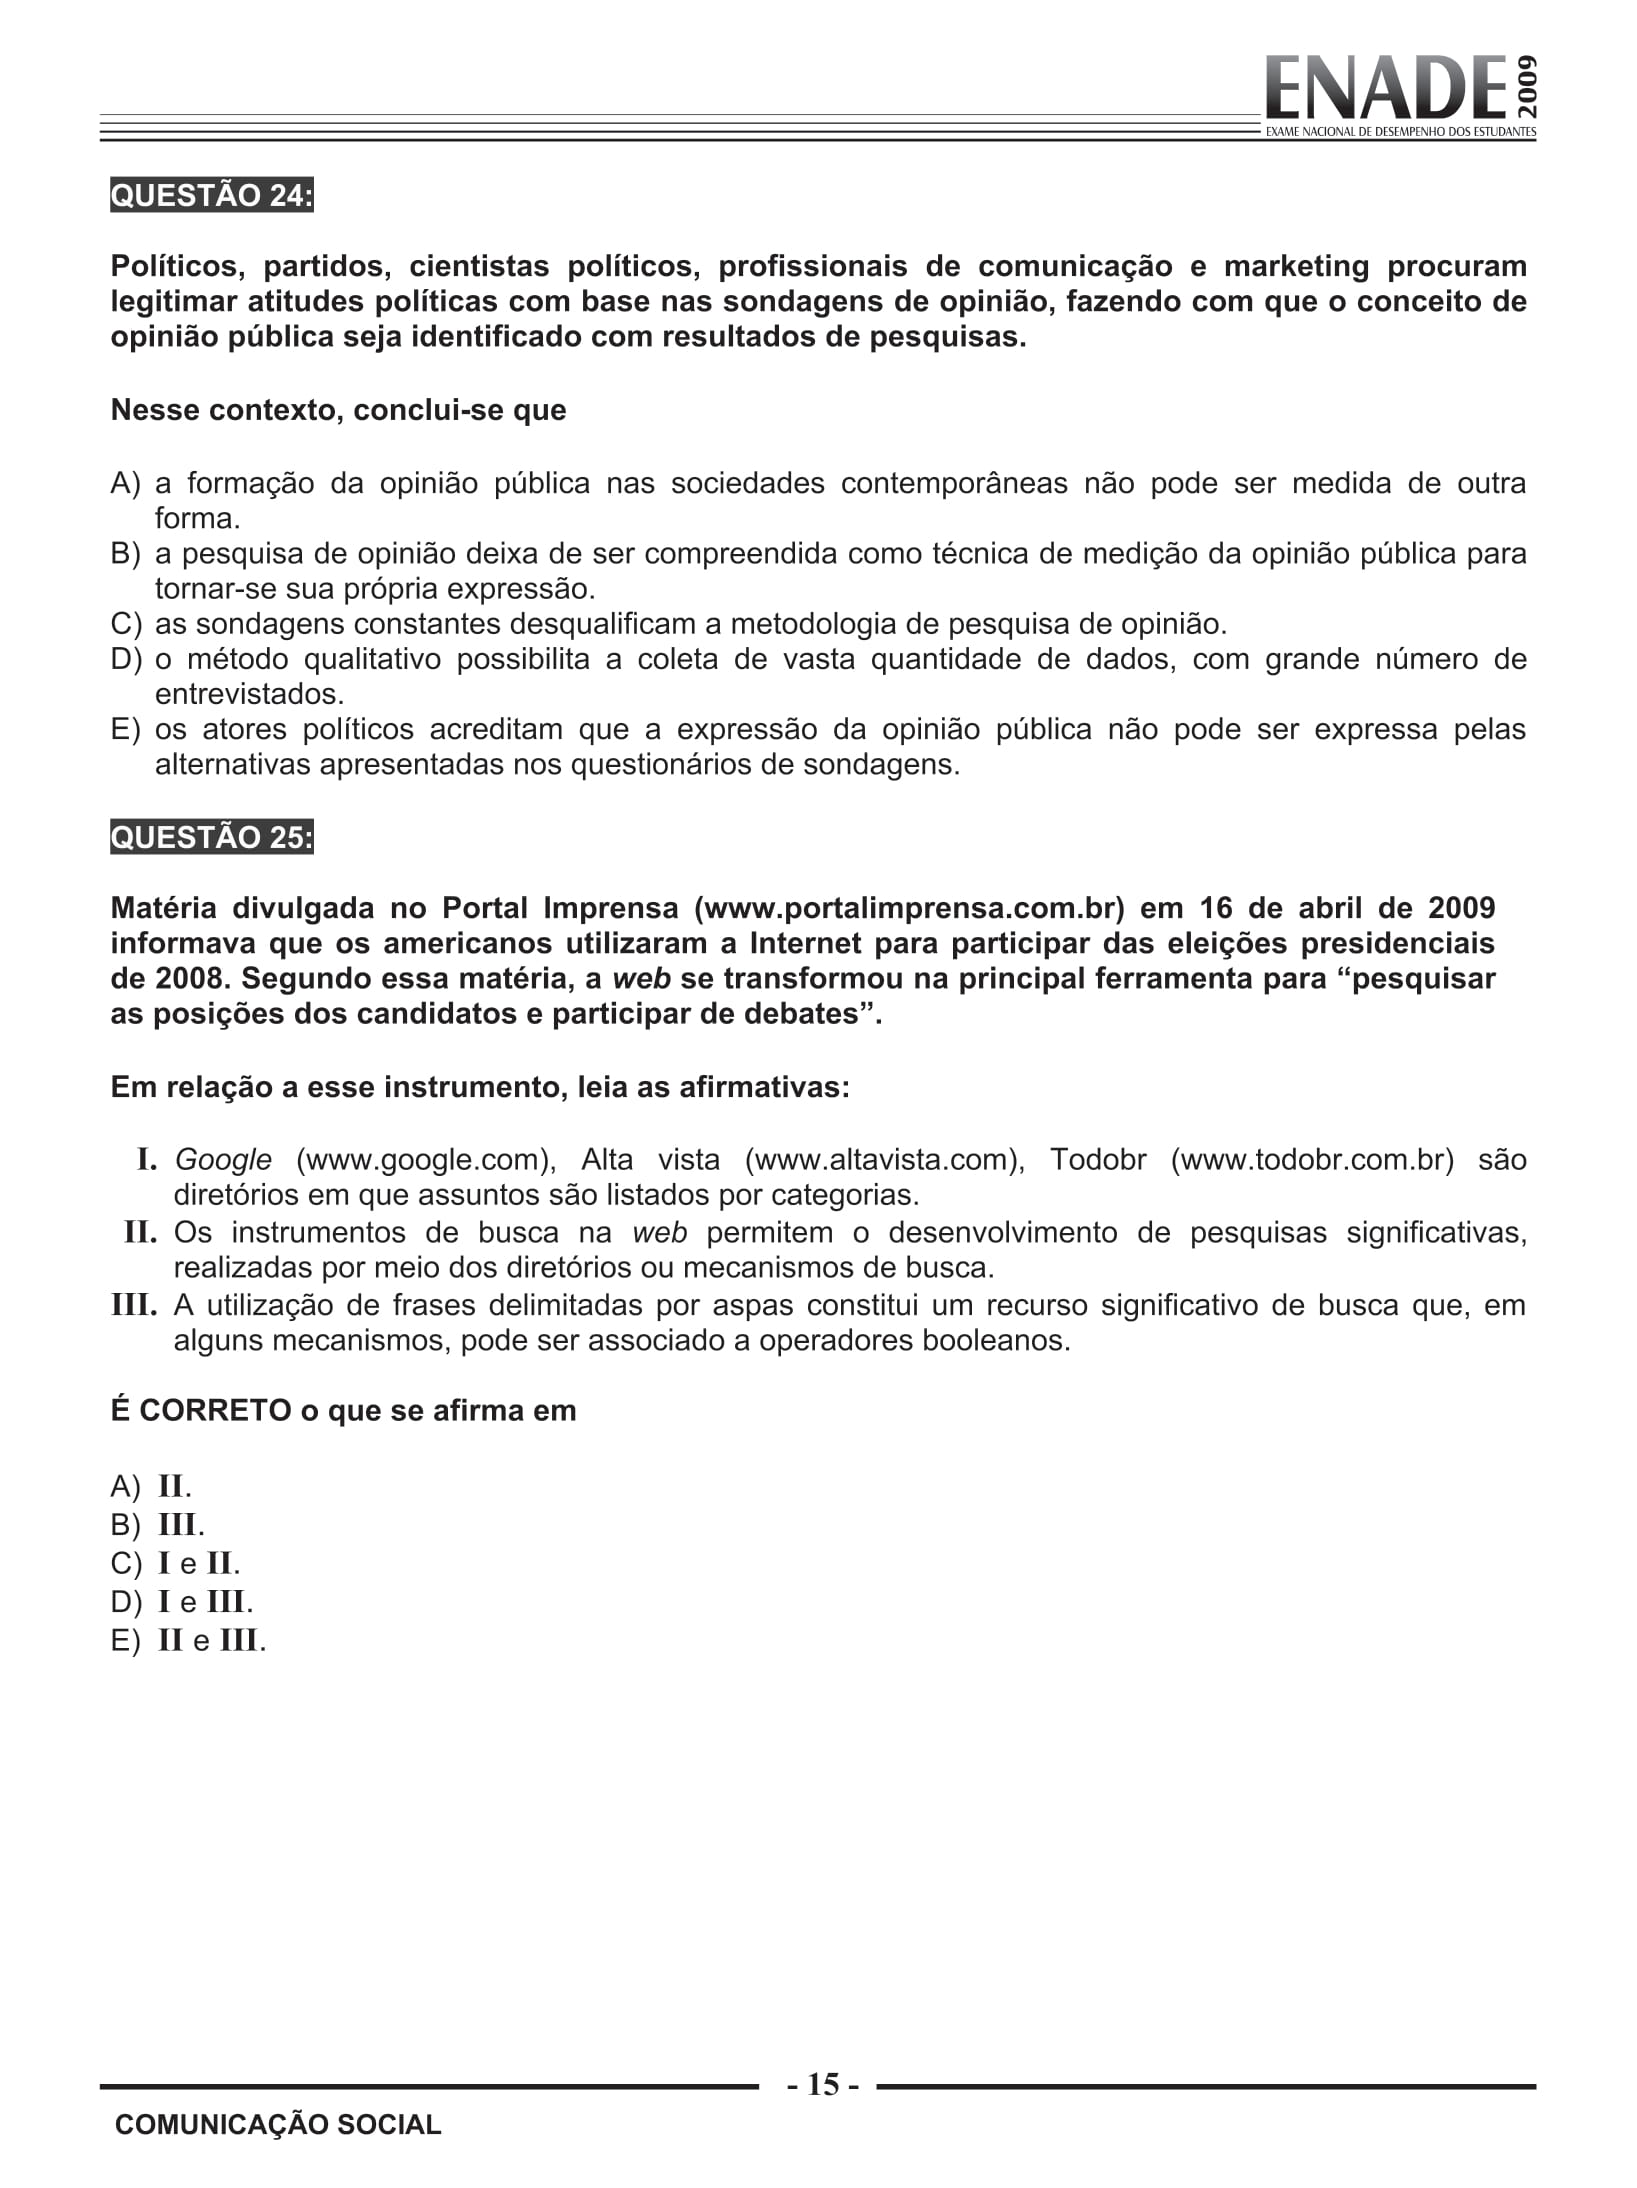 ENADE 2009
EXAME NACIONAL DE DESEMPENHO DOS ESTUDANTES
QUESTÃO 24:
Políticos, partidos, cientistas políticos, profissionais de comunicação e marketing procuram
legitimar atitudes políticas com base nas sondagens de opinião, fazendo com que o conceito de
opinião pública seja identificado com resultados de pesquisas.
Nesse contexto, conclui-se que
A) a formação da opinião pública nas sociedades contemporâneas não pode ser medida de outra
forma.
B) a pesquisa de opinião deixa de ser compreendida como técnica de medição da opinião pública para
tornar-se sua própria expressão.
C) as sondagens constantes desqualificam a metodologia de pesquisa de opinião.
D) o método qualitativo possibilita a coleta de vasta quantidade de dados, com grande número de
entrevistados.
E) os atores políticos acreditam que a expressão da opinião pública não pode ser expressa pelas
alternativas apresentadas nos questionários de sondagens.
QUESTÃO 25:
Matéria divulgada no Portal Imprensa (www.portalimprensa.com.br) em 16 de abril de 2009
informava que os americanos utilizaram a Internet para participar das eleições presidenciais
de 2008. Segundo essa matéria, a web se transformou na principal ferramenta para “pesquisar
as posições dos candidatos e participar de debates”.
Em relação a esse instrumento, leia as afirmativas:
I. Google (www.google.com), Alta vista (www.altavista.com), Todobr (www.todobr.com.br) são
diretórios em que assuntos são listados por categorias.
II. Os instrumentos de busca na web permitem o desenvolvimento de pesquisas significativas,
realizadas por meio dos diretórios ou mecanismos de busca.
III. A utilização de frases delimitadas por aspas constitui um recurso significativo de busca que, em
alguns mecanismos, pode ser associado a operadores booleanos.
É CORRETO o que se afirma em
A) II.
B) III.
C) I e II.
D) I e III.
E) II e III.
- 15 -
COMUNICAÇÃO SOCIAL